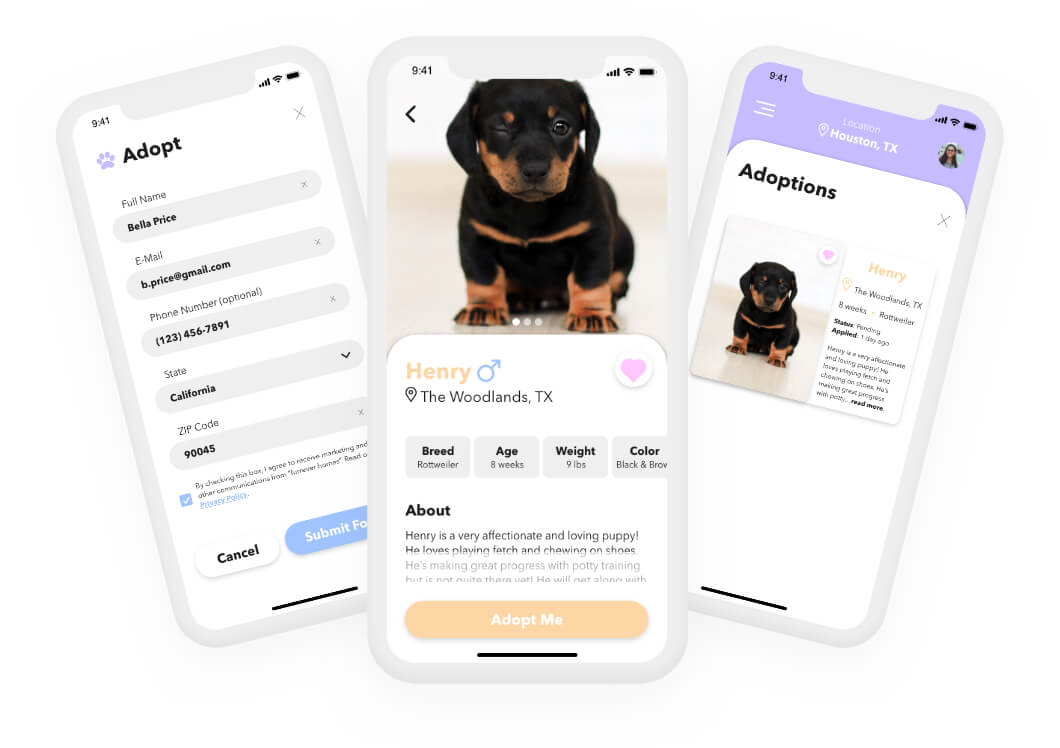 9:41
Adopt
Full Name
Bella Price
E-Mail
b.price@gmail.com
Phone Number (optional)
(123) 456-7891
State
California
ZIP Code
90045
By checking this box, I agree to receive marketing and
other communications from "furrever homes". Read o
Privacy Policy.
Cancel
Submit Fo
9:41
Henry
The Woodlands, TX
Breed
Rottweiler
Age
8 weeks
Weight
9 lbs
Color
Black & Brow
About
Henry is a very affectionate and loving puppy!
He loves playing fetch and chewing on shoes.
He's making great progress with potty training
but is not quite there yet! He will get along with
Adopt Me
9:41
Location
Houston, TX
Adoptions
Henry
The Woodlands, TX
8 weeks • Rottweiler
Status: Pending
Applied: 1 day ago
Henry is a very affectionate
and loving puppy! He
loves playing fetch and
chewing on shoes. He's
making great progress
with potty...read more.